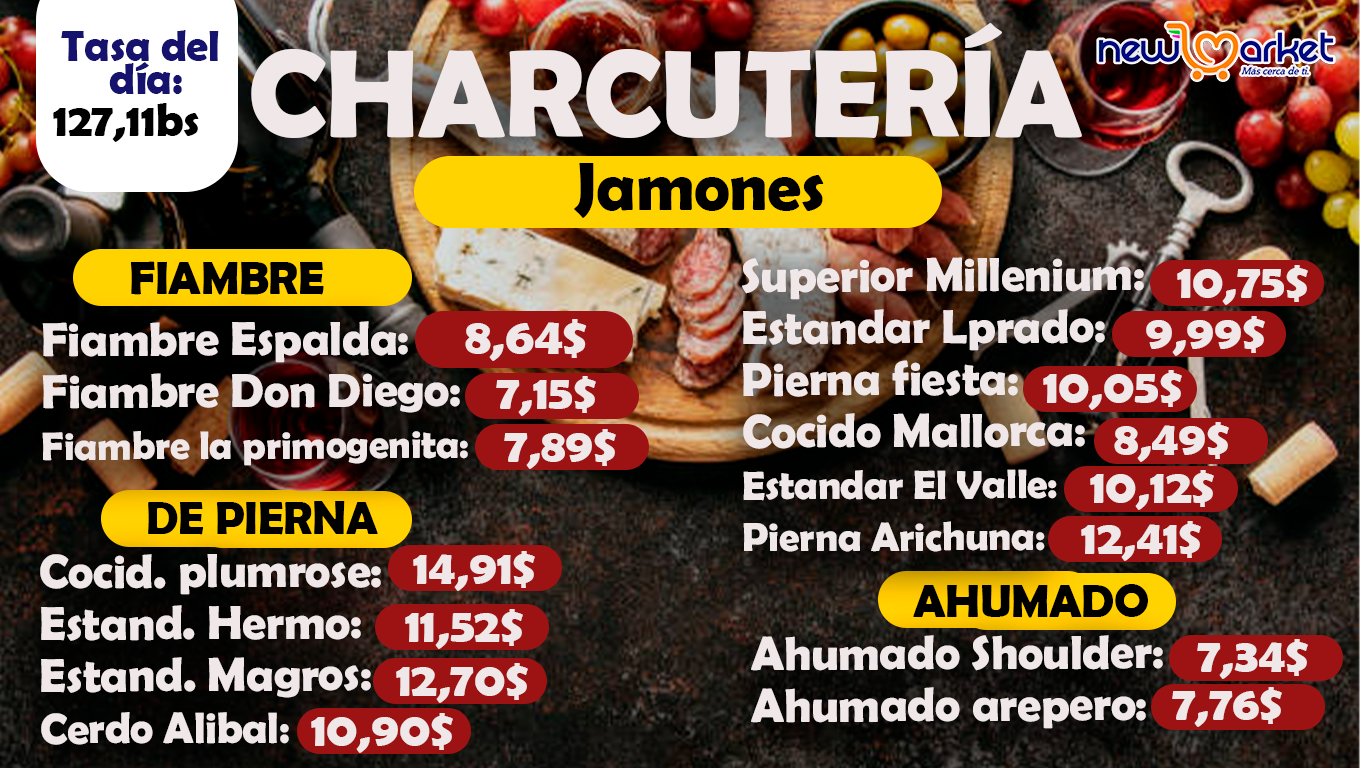 Tasa del
día:
127,11bs
CHARCUTERÍA
new market
Más cerca de ti.
Jamones
FIAMBRE
Fiambre Espalda: 8,64$
Fiambre Don Diego: 7,15$
Fiambre la primogenita: 7,89$
DE PIERNA
Cocid. plumrose: 14,91$
Estand. Hermo: 11,52$
Estand. Magros: 12,70$
Cerdo Alibal: 10,90$
Superior Millenium: 10,75$
Estandar Lprado: 9,99$
Pierna fiesta: 10,05$
Cocido Mallorca: 8,49$
Estandar El Valle: 10,12$
Pierna Arichuna: 12,41$
AHUMADO
Ahumado Shoulder: 7,34$
Ahumado arepero: 7,76$